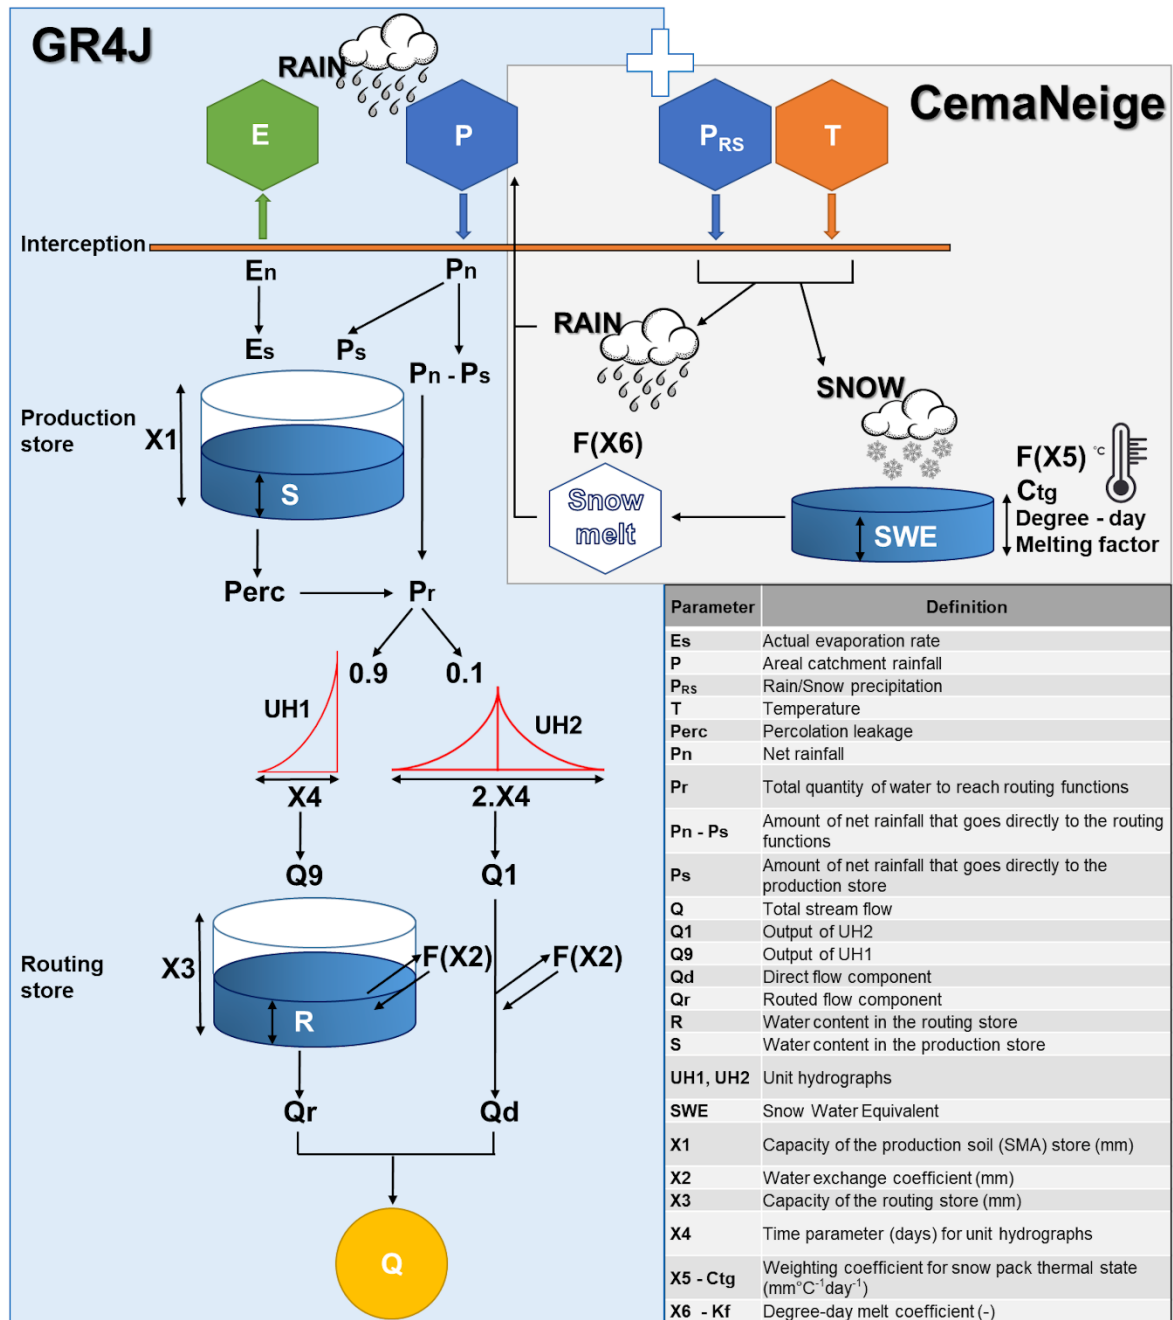 GR4J
RAIN
CemaNeige
E
P
PRS
T
Interception
En
Pn
Es
Ps
Pn - Ps
RAIN
SNOW
Production
store
X1
S
F(X6)
Snow
melt
SWE
F(X5) °C
Ctg
Degree - day
Melting factor
Perc
Pr
0.9
0.1
UH1
UH2
X4
2.X4
Q9
Q1
Routing
store
X3
F(X2)
F(X2)
R
Qr
Qd
Q
Parameter Definition
Es Actual evaporation rate
P Areal catchment rainfall
PRS Rain/Snow precipitation
T Temperature
Perc Percolation leakage
Pn Net rainfall
Pr Total quantity of water to reach routing functions
Pn - Ps Amount of net rainfall that goes directly to the routing
functions
Ps Amount of net rainfall that goes directly to the
production store
Q Total stream flow
Q1 Output of UH2
Q9 Output of UH1
Qd Direct flow component
Qr Routed flow component
R Water content in the routing store
S Water content in the production store
UH1, UH2 Unit hydrographs
SWE Snow Water Equivalent
X1 Capacity of the production soil (SMA) store (mm)
X2 Water exchange coefficient (mm)
X3 Capacity of the routing store (mm)
X4 Time parameter (days) for unit hydrographs
X5 - Ctg Weighting coefficient for snow pack thermal state
(mm°C⁻¹day⁻¹)
X6 - Kf Degree-day melt coefficient (-)